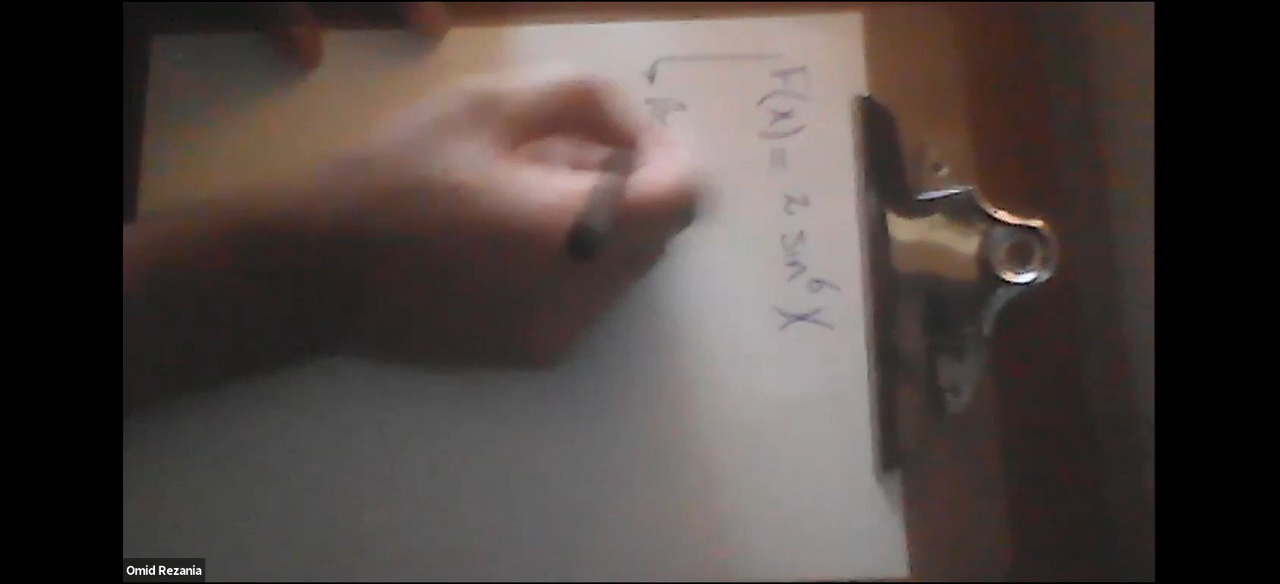 F(x) = 2 sin⁶ X
Omid Rezania